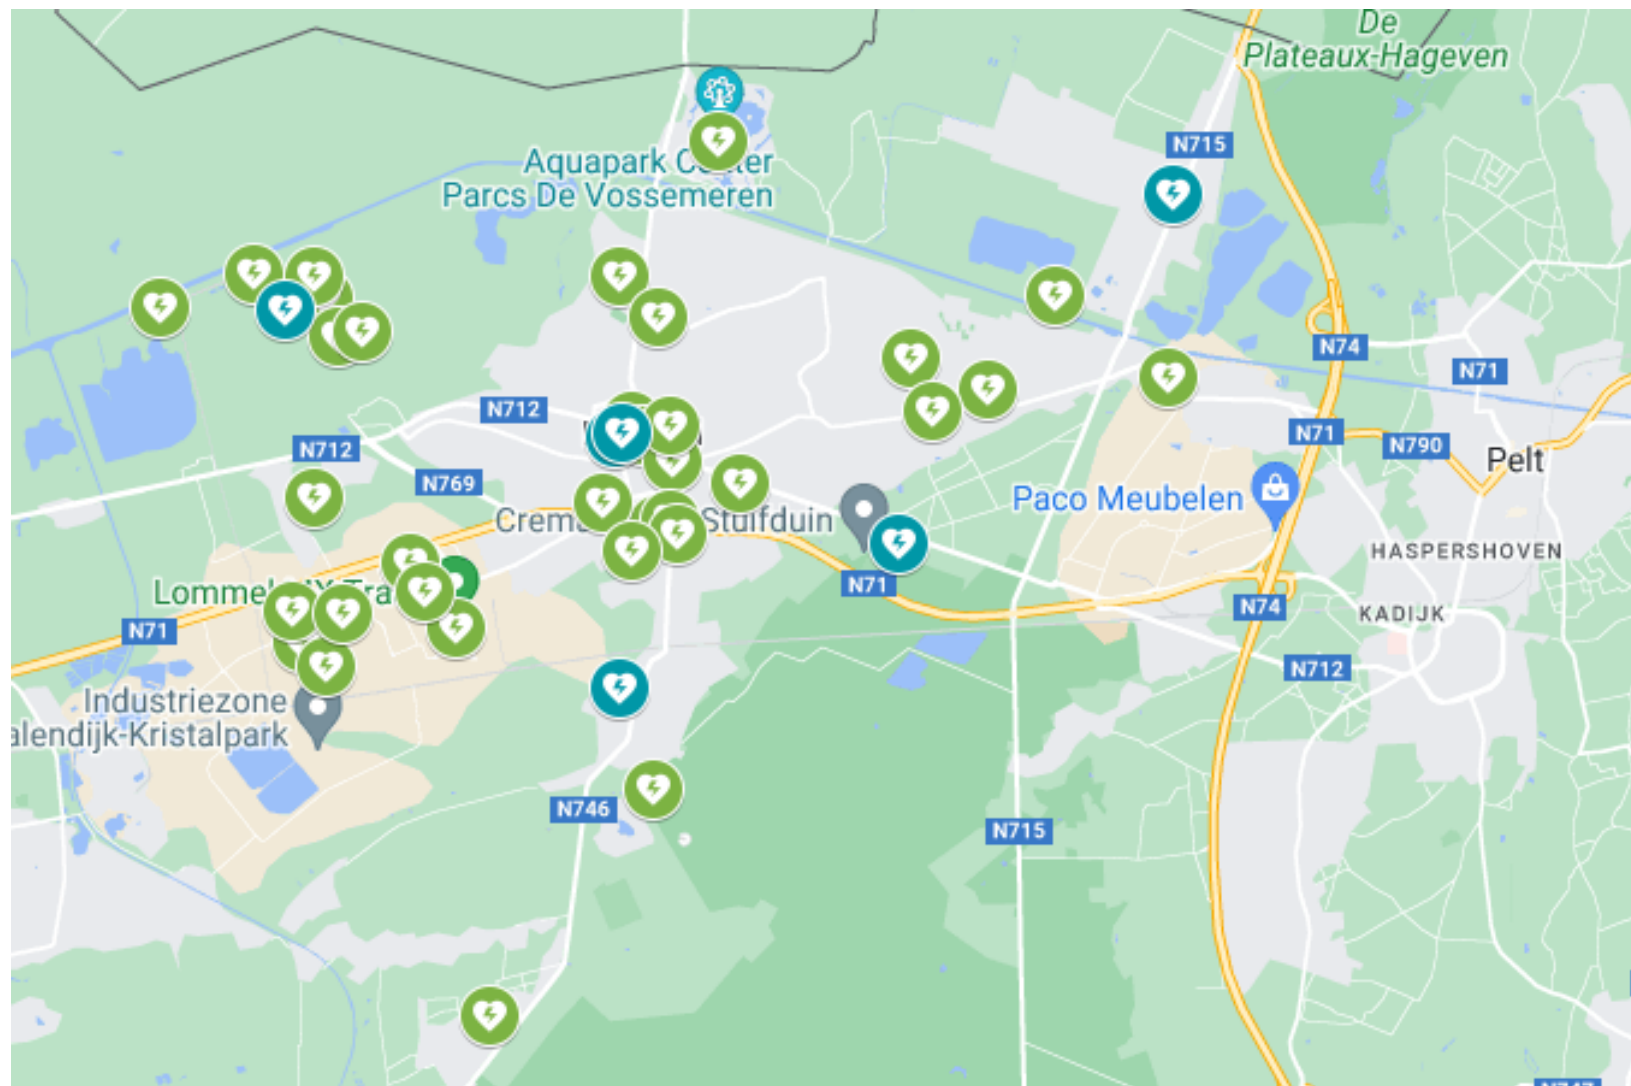 De
Plateaux-Hageven
N715
Aquapark
Parcs De Vossemeren
N74
N71
N712
N71
N712
N790
Pelt
N769
Paco Meubelen
Stuifduin
HASPERSHOVEN
N71
N74
KADIJK
N71
N712
Industriezone
alendijk-Kristalpark
N746
N715